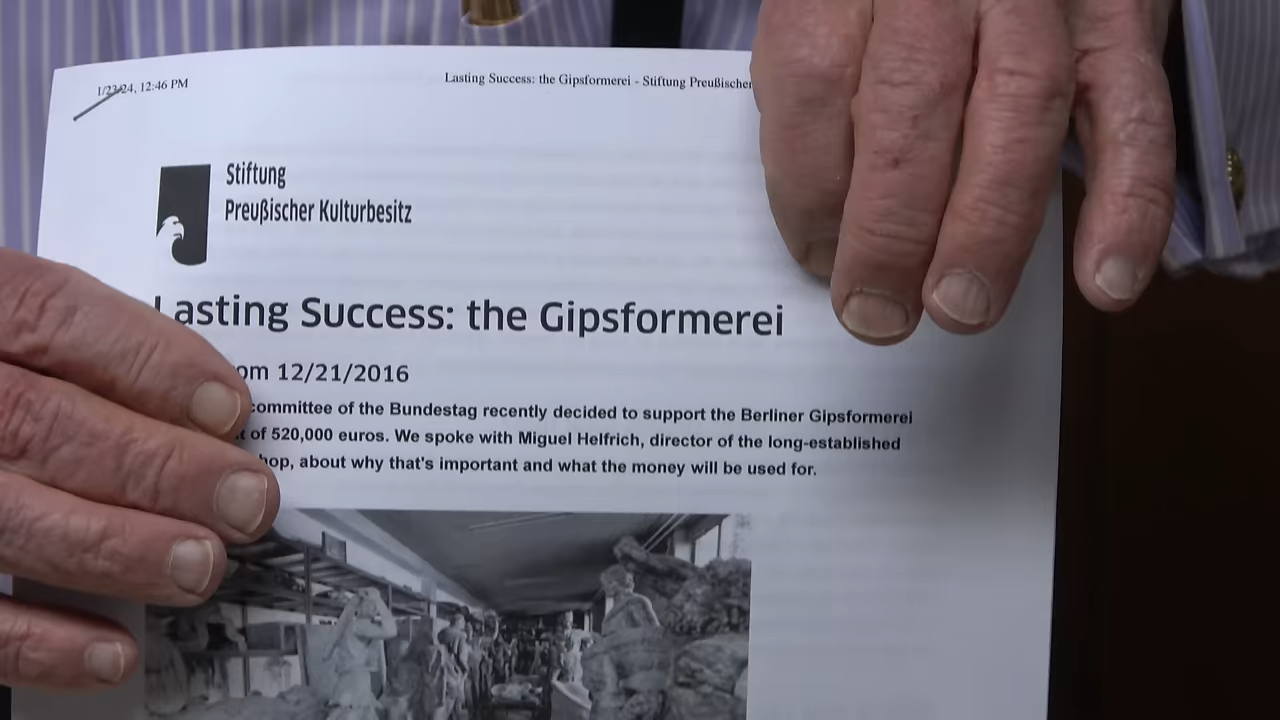 1/23/24, 12:46 PM
Lasting Success: the Gipsformerei - Stiftung Preußischer
Stiftung
Preußischer Kulturbesitz
Lasting Success: the Gipsformerei
12/21/2016
committee of the Bundestag recently decided to support the Berliner Gipsformerei
of 520,000 euros. We spoke with Miguel Helfrich, director of the long-established
about why that's important and what the money will be used for.